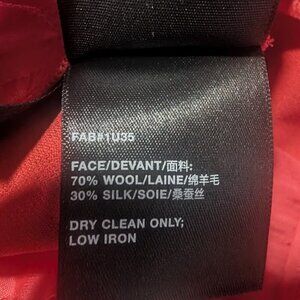 FAB#1U35
FACE/DEVANT/面料:
70% WOOL/LAINE/绵羊毛
30% SILK/SOIE/桑蚕丝
DRY CLEAN ONLY;
LOW IRON